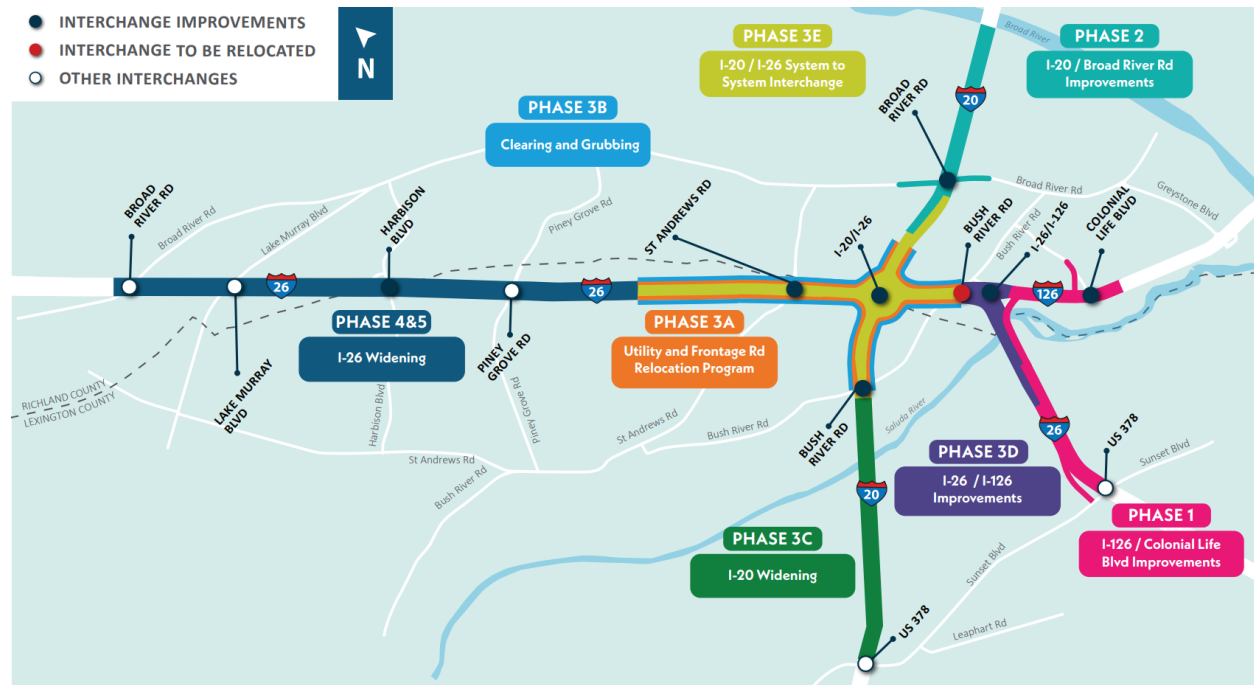 INTERCHANGE IMPROVEMENTS
INTERCHANGE TO BE RELOCATED
OTHER INTERCHANGES
N
PHASE 3E
I-20 / I-26 System to
System Interchange
PHASE 2
I-20 / Broad River Rd
Improvements
Broad River
20
BROAD
RIVER RD
PHASE 3B
Clearing and Grubbing
BROAD
RIVER RD
Broad River Rd
Lake Murray Blvd
HARBISON
BLVD
Piney Grove Rd
ST ANDREWS RD
I-20/I-26
BUSH
RIVER RD
Bush River Rd
I-26/I-126
Broad River Rd
COLONIAL
LIFE BLVD
Greystone Blvd
26
26
126
PHASE 4&5
I-26 Widening
PINEY
GROVE RD
PHASE 3A
Utility and Frontage Rd
Relocation Program
RICHLAND COUNTY
LEXINGTON COUNTY
LAKE MURRAY
BLVD
Harbison Blvd
Piney Grove Rd
St Andrews Rd
Bush River Rd
BUSH
RIVER RD
Saluda River
26
US 378
Sunset Blvd
St Andrews Rd
Bush River Rd
20
PHASE 3D
I-26 / I-126
Improvements
PHASE 1
I-126 / Colonial Life
Blvd Improvements
PHASE 3C
I-20 Widening
Sunset Blvd
US 378
Leaphart Rd